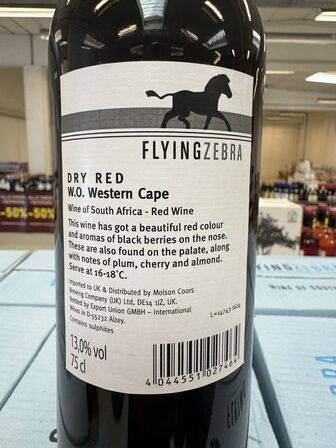 FLYINGZEBRA
DRY RED
W.O. Western Cape
Wine of South Africa - Red Wine
This wine has got a beautiful red colour
and aromas of black berries on the nose.
These are also found on the palate, along
with notes of plum, cherry and almond.
Serve at 16-18°C.
Imported to UK & Distributed by Molson Coors
Brewing Company (UK) Ltd, DE14 1JZ, UK.
Bottled by Export Union GMBH – International
Wines in D-55232 Alzey.
Contains sulphites
L=14743-1624
13,0% vol
75 cl
4 044551 027464
-50%
-50%